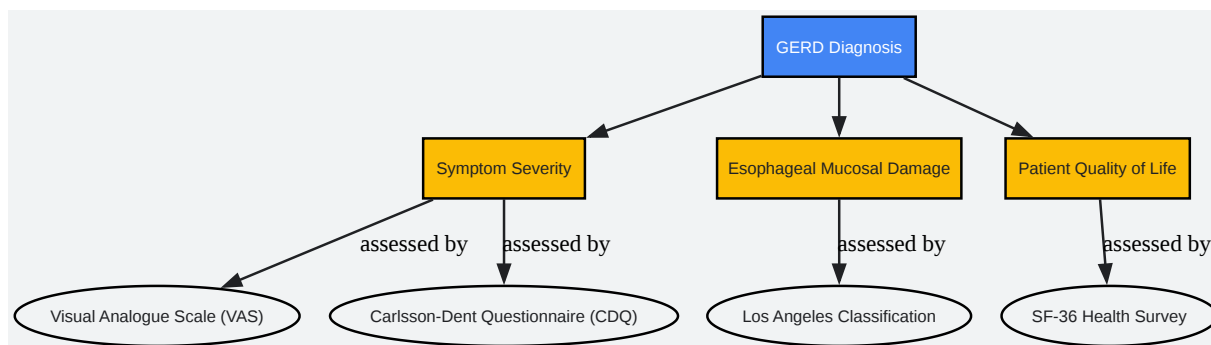 GERD Diagnosis
Symptom Severity
Esophageal Mucosal Damage
Patient Quality of Life
assessed by
assessed by
assessed by
assessed by
Visual Analogue Scale (VAS)
Carlsson-Dent Questionnaire (CDQ)
Los Angeles Classification
SF-36 Health Survey